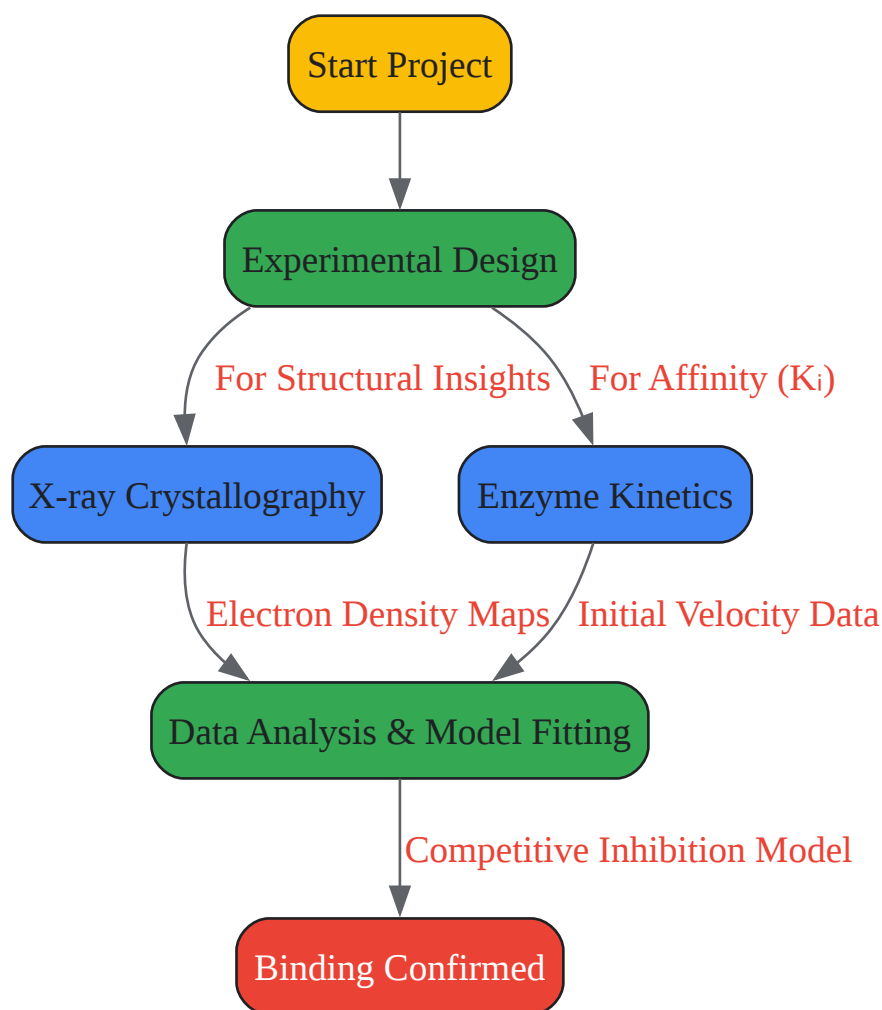 Start Project
Experimental Design
For Structural Insights
For Affinity (Kᵢ)
X-ray Crystallography
Enzyme Kinetics
Electron Density Maps
Initial Velocity Data
Data Analysis & Model Fitting
Competitive Inhibition Model
Binding Confirmed